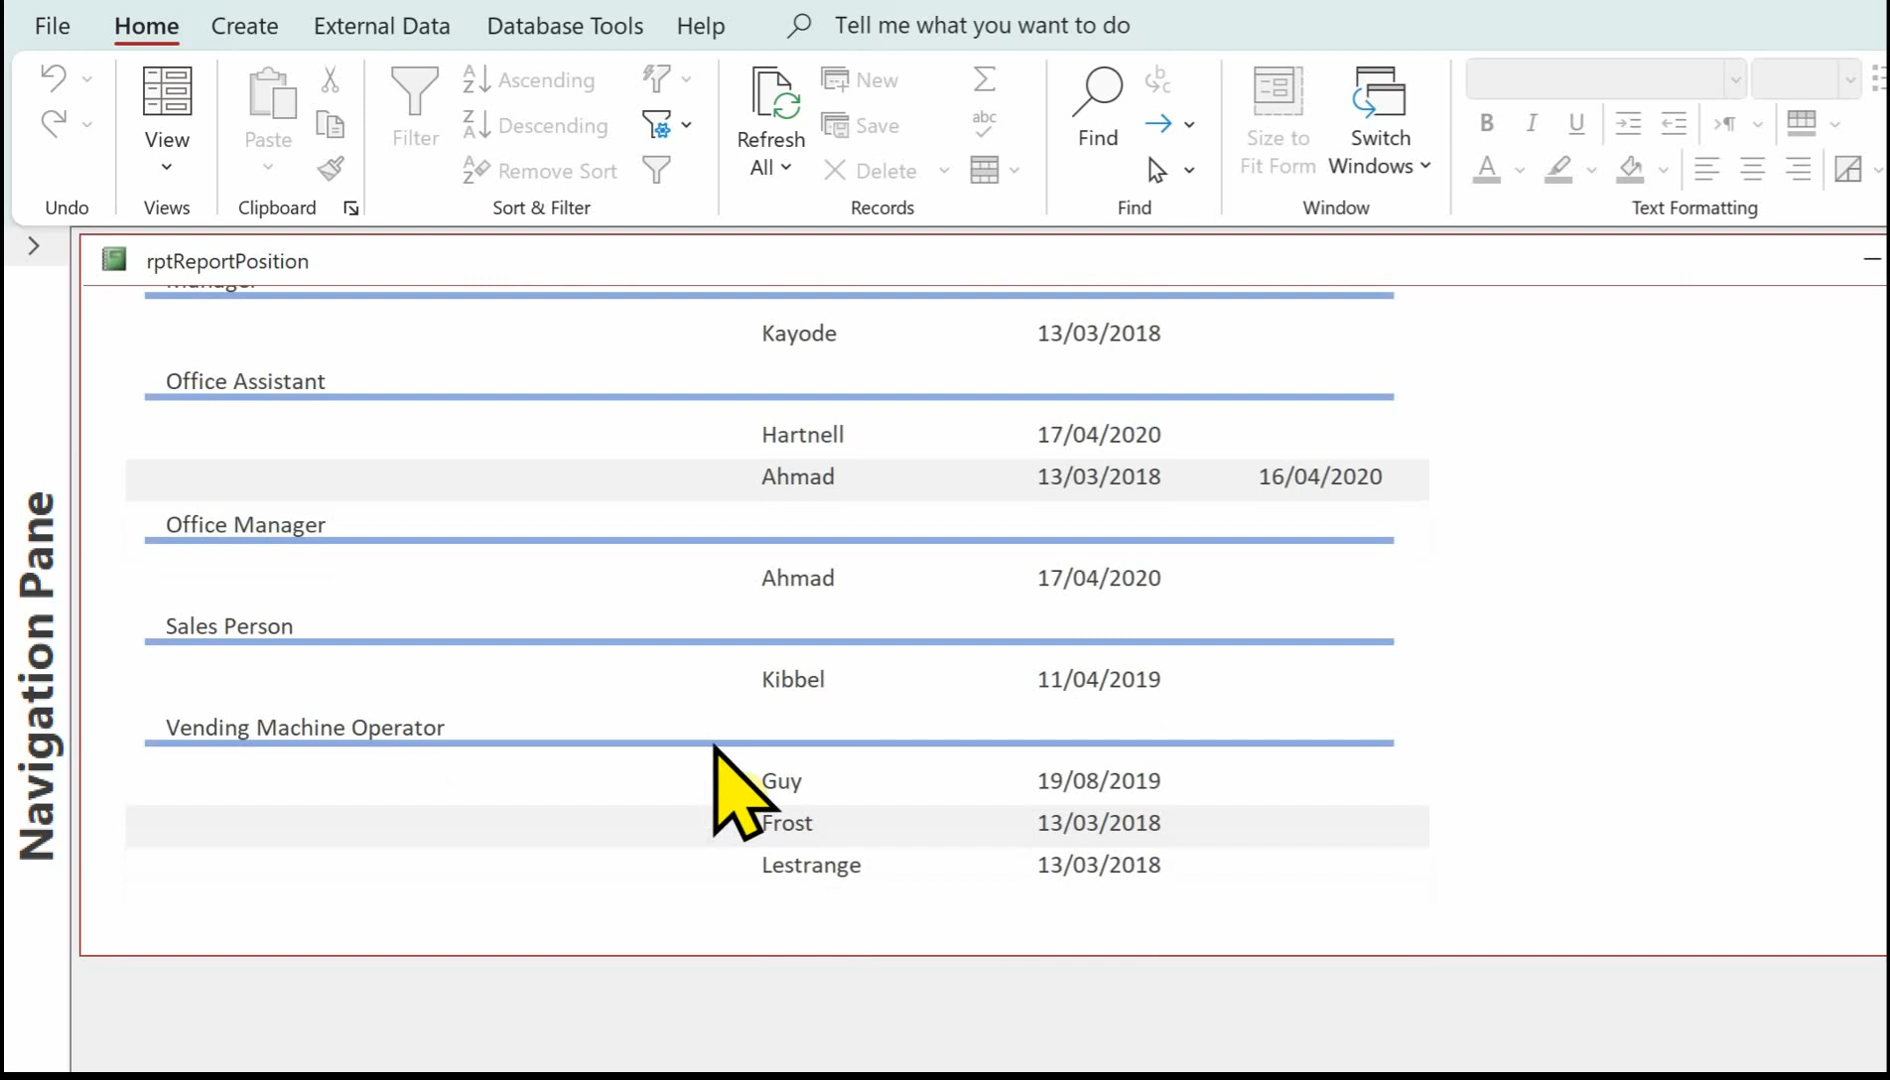 File Home Create External Data Database Tools Help Tell me what you want to do
View
Paste
Filter
Ascending
Descending
Remove Sort
Refresh
All
New
Save
Delete
Find
Size to
Fit Form
Switch
Windows
B I U
Undo Views Clipboard Sort & Filter Records Find Window Text Formatting
Navigation Pane
rptReportPosition
Manager
Kayode 13/03/2018
Office Assistant
Hartnell 17/04/2020
Ahmad 13/03/2018 16/04/2020
Office Manager
Ahmad 17/04/2020
Sales Person
Kibbel 11/04/2019
Vending Machine Operator
Guy 19/08/2019
Frost 13/03/2018
Lestrange 13/03/2018